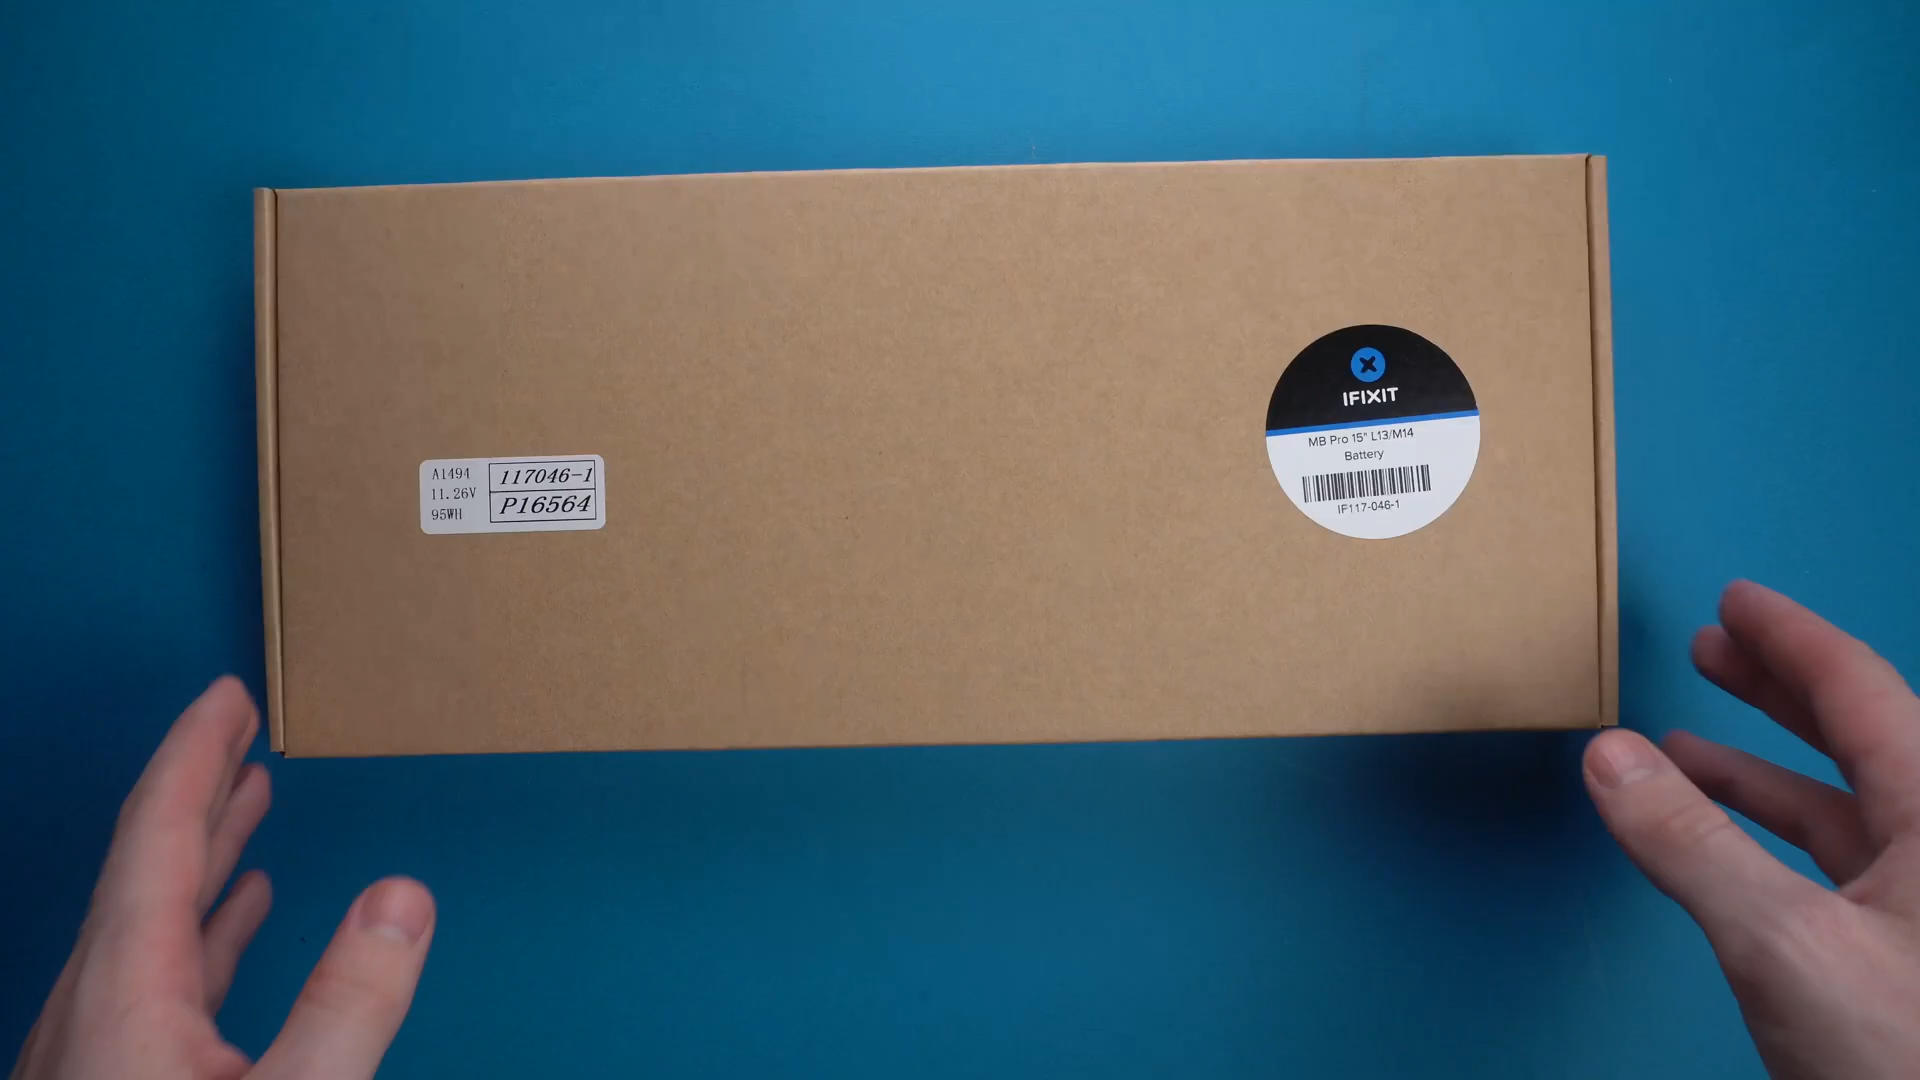 A1494
11.26V
95WH
117046-1
P16564
IFIXIT
MB Pro 15" L13/M14
Battery
IF117-046-1